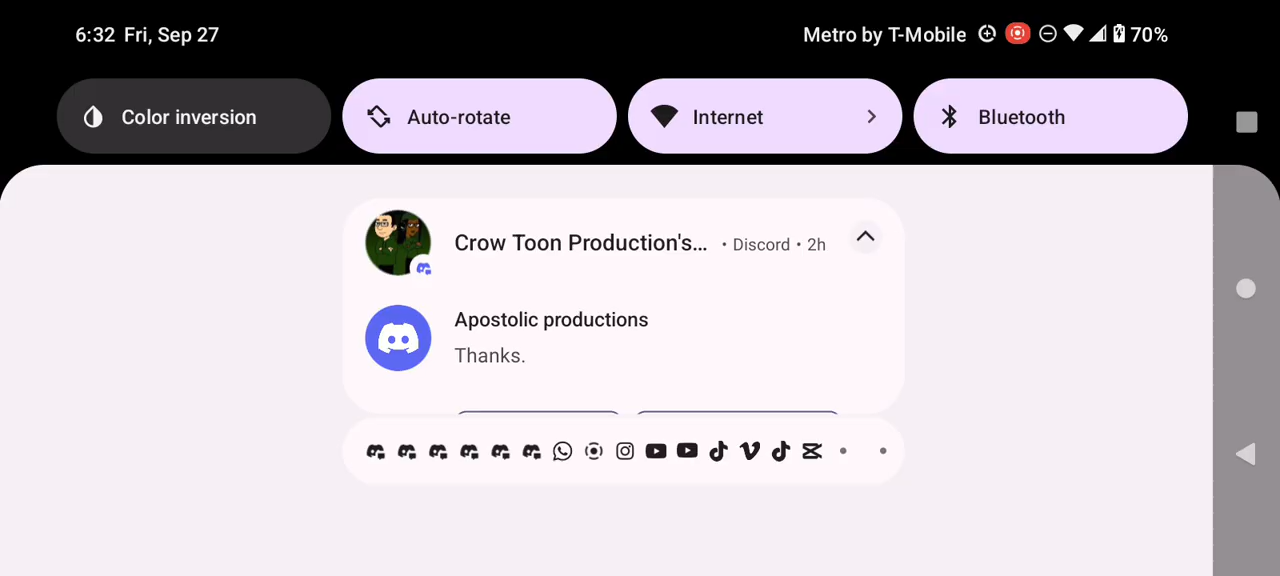 6:32 Fri, Sep 27
Metro by T-Mobile 70%
Color inversion
Auto-rotate
Internet
Bluetooth
Crow Toon Production's... • Discord • 2h
Apostolic productions
Thanks.